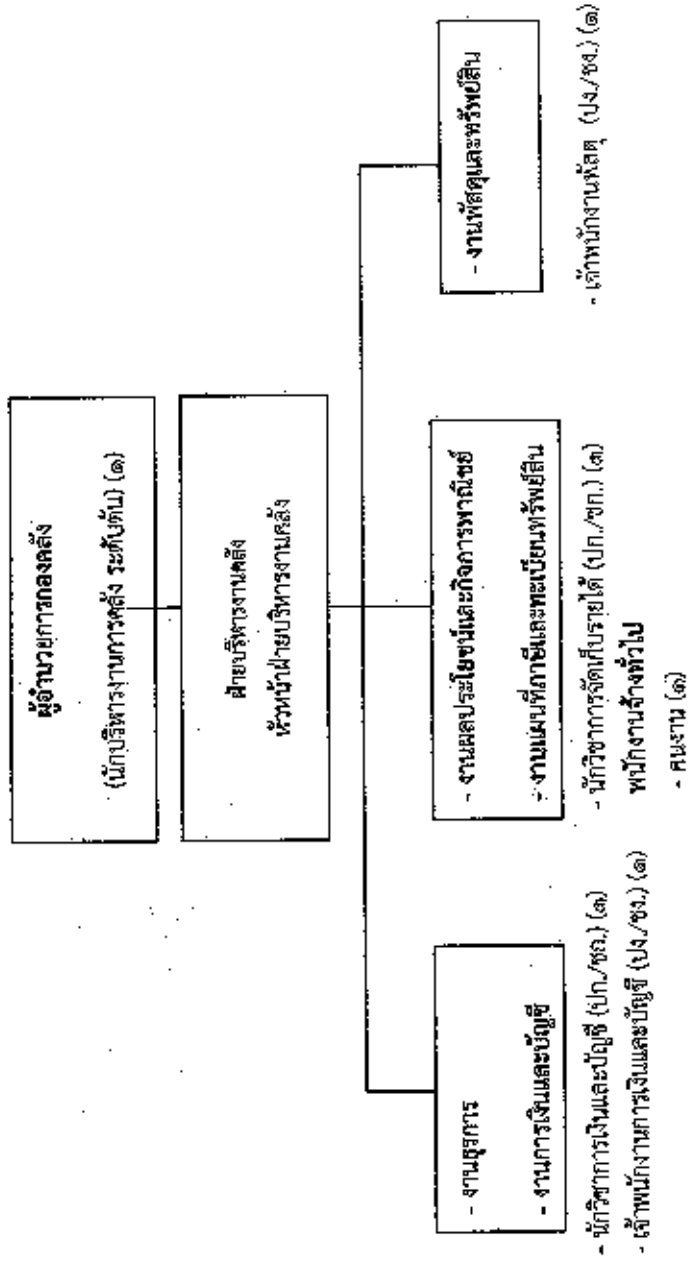 ผู้อำนวยการกองคลัง
(นักบริหารงานการคลัง ระดับต้น) (๑)
ฝ่ายบริหารงานคลัง
หัวหน้าฝ่ายบริหารงานคลัง
- งานธุรการ
- งานการเงินและบัญชี
- นักวิชาการเงินและบัญชี (ปก./ชก.) (๑)
- เจ้าพนักงานการเงินและบัญชี (ปง./ชง.) (๑)
- งานผลประโยชน์และกิจการพาณิชย์
- งานแผนที่ภาษีและทะเบียนทรัพย์สิน
- นักวิชาการจัดเก็บรายได้ (ปก./ชก.) (๑)
พนักงานจ้างทั่วไป
- คนงาน (๑)
- งานพัสดุและทรัพย์สิน
- เจ้าพนักงานพัสดุ (ปง./ชง.) (๑)